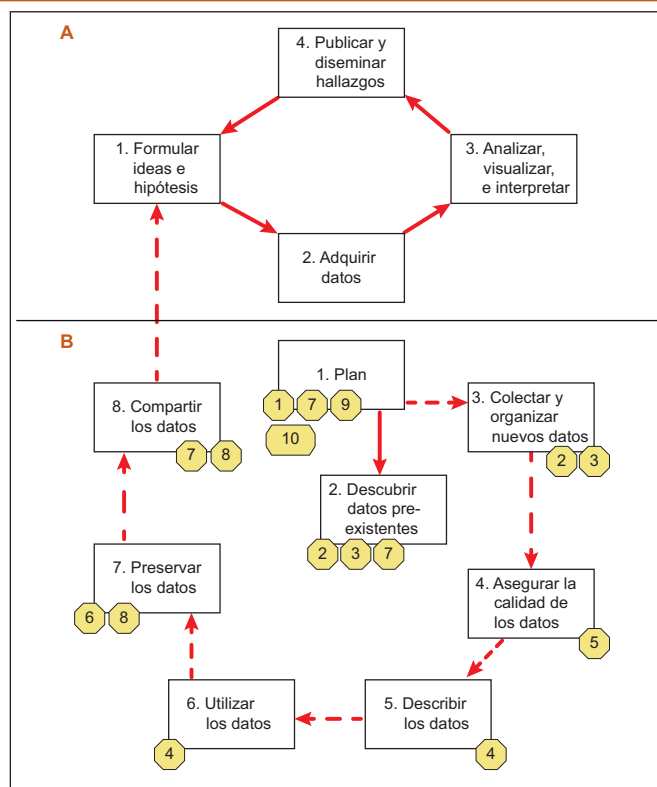 A
4. Publicar y
diseminar
hallazgos
1. Formular
ideas e
hipótesis
3. Analizar,
visualizar,
e interpretar
2. Adquirir
datos
B
1. Plan
1 7 9
10
8. Compartir
los datos
7 8
3. Colectar y
organizar
nuevos datos
2 3
2. Descubrir
datos pre-
existentes
2 3 7
7. Preservar
los datos
6 8
4. Asegurar la
calidad de
los datos
5
6. Utilizar
los datos
4
5. Describir
los datos
4